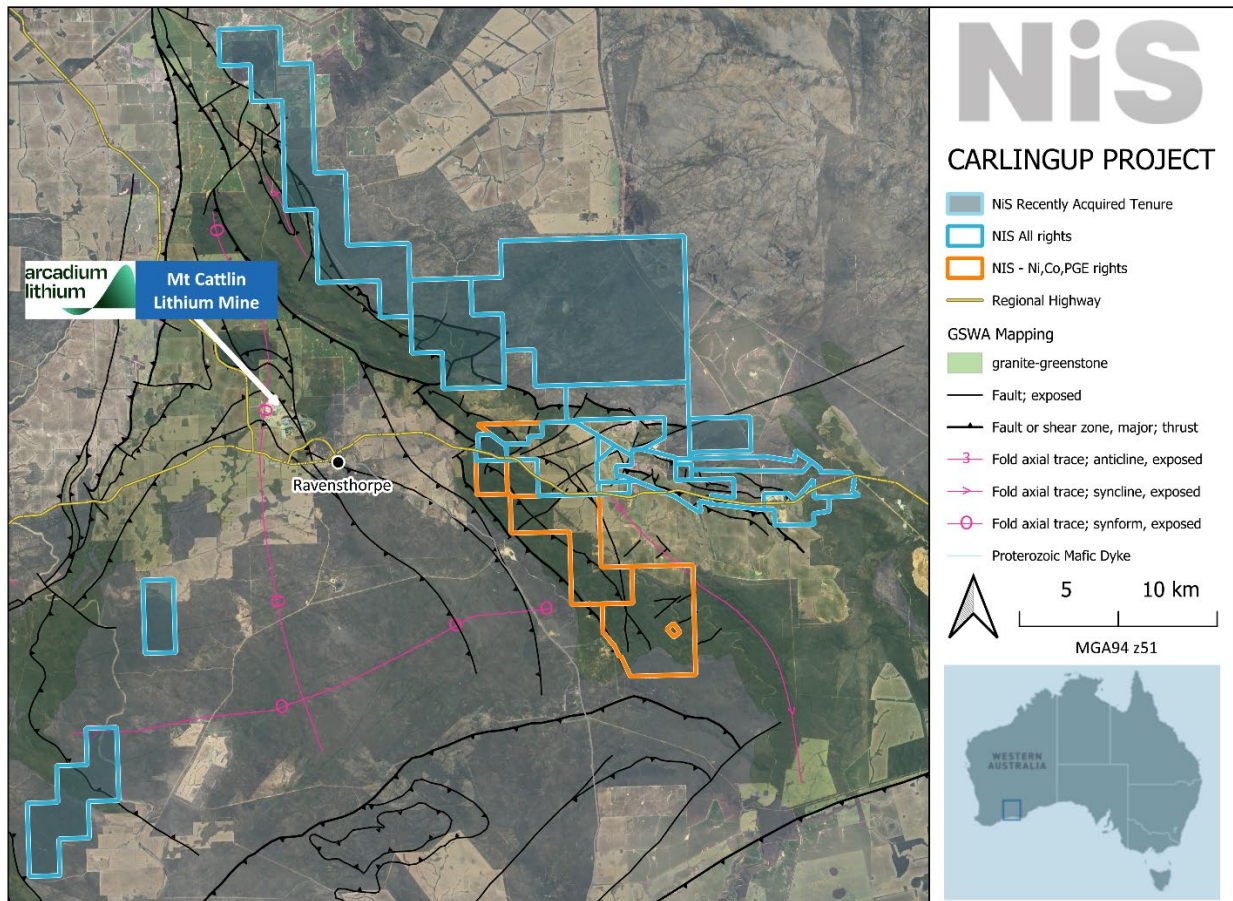 arcadium
lithium
Mt Cattlin
Lithium Mine
Ravensthorpe
NiS
CARLINGUP PROJECT
NiS Recently Acquired Tenure
NIS All rights
NIS - Ni,Co,PGE rights
Regional Highway
GSWA Mapping
granite-greenstone
Fault; exposed
Fault or shear zone, major; thrust
3
Fold axial trace; anticline, exposed
Fold axial trace; syncline, exposed
Fold axial trace; synform, exposed
Proterozoic Mafic Dyke
5 10 km
MGA94 z51
WESTERN
AUSTRALIA